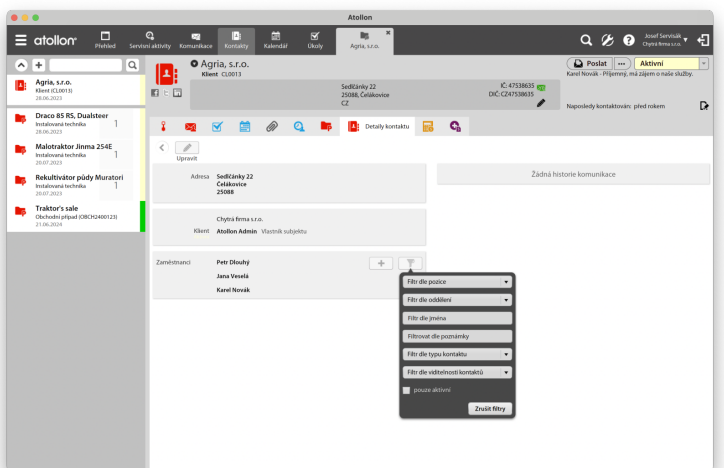 Atollon
atollon
Přehled
Servisní aktivity
Komunikace
Kontakty
Kalendář
Úkoly
Agria, s.r.o.
Josef Servisák
Chytrá firma s.r.o.
Agria, s.r.o.
Klient (CL0013)
28.06.2023
Draco 85 RS, Dualsteer
Instalovaná technika
28.06.2023
1
Malotraktor Jinma 254E
Instalovaná technika
20.07.2023
1
Rekultivátor půdy Muratori
Instalovaná technika
20.07.2023
1
Traktor's sale
Obchodní případ (OBCH2400123)
21.06.2024
Agria, s.r.o.
Klient CL0013
Poslat
Aktivní
Karel Novák - Příjemný, má zájem o naše služby.
Sedlčánky 22
25088, Čelákovice
CZ
IČ: 47538635
DIČ: CZ47538635
Naposledy kontaktován před rokem
Detaily kontaktu
Upravit
Adresa Sedlčánky 22
Čelákovice
25088
Žádná historie komunikace
Chytrá firma s.r.o.
Klient Atollon Admin Vlastník subjektu
Zaměstnanci Petr Dlouhý
Jana Veselá
Karel Novák
Filtr dle pozice
Filtr dle oddělení
Filtr dle jména
Filtrovat dle poznámky
Filtr dle typu kontaktu
Filtr dle viditelnosti kontaktů
pouze aktivní
Zrušit filtry